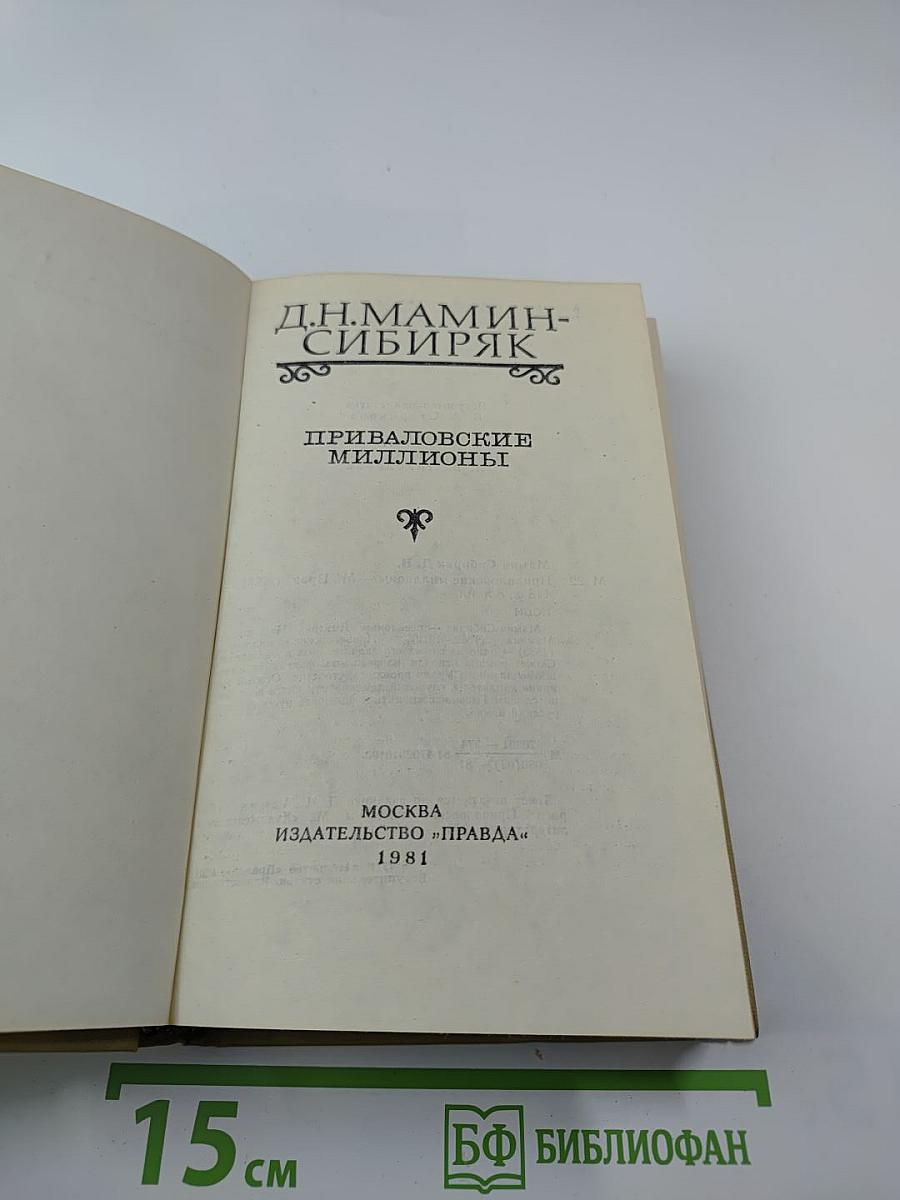 Д.Н.МАМИН-
СИБИРЯК
ПРИВАЛОВСКИЕ
МИЛЛИОНЫ
МОСКВА
ИЗДАТЕЛЬСТВО „ПРАВДА“
1981
15 см
БФ БИБЛИОФАН